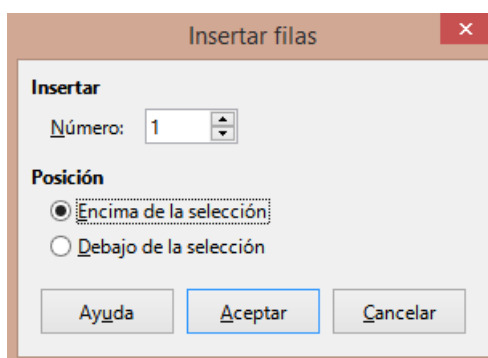 Insertar filas
Insertar
Número: 1
Posición
Encima de la selección
Debajo de la selección
Ayuda Aceptar Cancelar